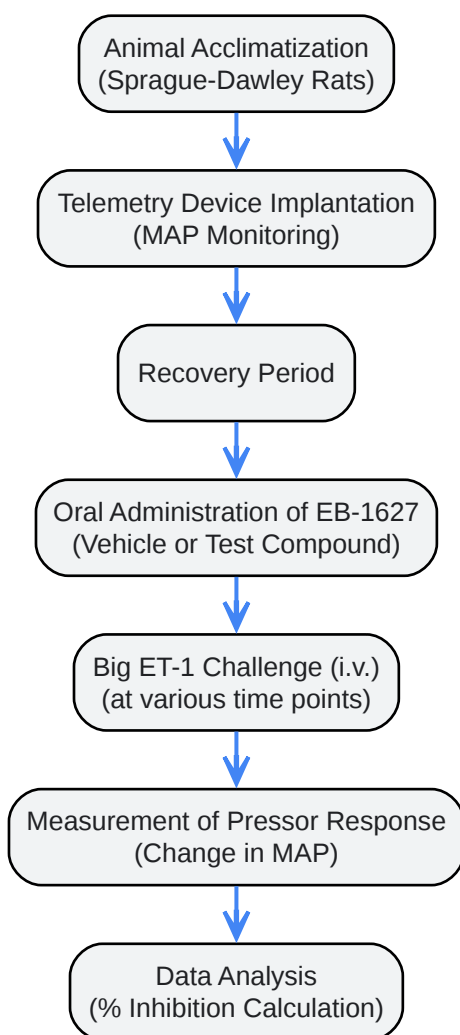 Animal Acclimatization
(Sprague-Dawley Rats)
Telemetry Device Implantation
(MAP Monitoring)
Recovery Period
Oral Administration of EB-1627
(Vehicle or Test Compound)
Big ET-1 Challenge (i.v.)
(at various time points)
Measurement of Pressor Response
(Change in MAP)
Data Analysis
(% Inhibition Calculation)